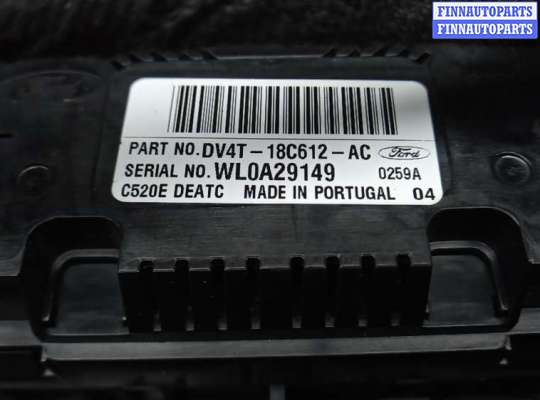 FINNAUTOPARTS
FINNAUTOPARTS
PART NO.DV4T-18C612-AC Ford
SERIAL NO.WL0A29149 0259A
C520E DEATC MADE IN PORTUGAL 04